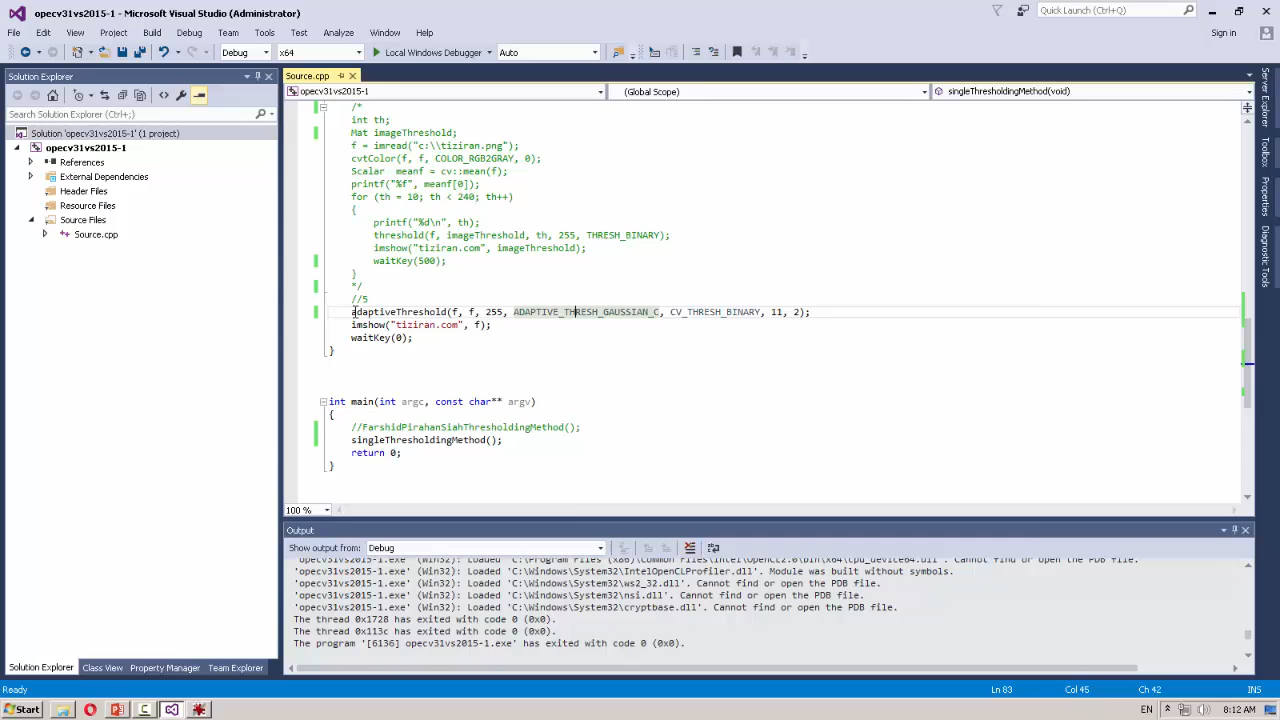 opecv31vs2015-1 - Microsoft Visual Studio (Administrator)
Quick Launch (Ctrl+Q)
File Edit View Project Build Debug Team Tools Test Analyze Window Help
Sign in
Debug x64 Local Windows Debugger Auto
Solution Explorer
Source.cpp
opecv31vs2015-1 (Global Scope) singleThresholdingMethod(void)
Search Solution Explorer (Ctrl+;)
Solution 'opecv31vs2015-1' (1 project)
opecv31vs2015-1
References
External Dependencies
Header Files
Resource Files
Source Files
Source.cpp
/*
int th;
Mat imageThreshold;
f = imread("c:\\tiziran.png");
cvtColor(f, f, COLOR_RGB2GRAY, 0);
Scalar meanf = cv::mean(f);
printf("%f", meanf[0]);
for (th = 10; th < 240; th++)
{
printf("%d\n", th);
threshold(f, imageThreshold, th, 255, THRESH_BINARY);
imshow("tiziran.com", imageThreshold);
waitKey(500);
}
*/
//5
adaptiveThreshold(f, f, 255, ADAPTIVE_THRESH_GAUSSIAN_C, CV_THRESH_BINARY, 11, 2);
imshow("tiziran.com", f);
waitKey(0);
}
int main(int argc, const char** argv)
{
//FarshidPirahanSiahThresholdingMethod();
singleThresholdingMethod();
return 0;
}
100 %
Server Explorer
Toolbox
Properties
Azure Tools
Output
Show output from: Debug
'opecv31vs2015-1.exe' (Win32): Loaded 'C:\Program Files (x86)\Common Files\Intel\OpenCL2.0\bin\x64\cpu_device64.dll'. Cannot find or open the PDB file.
'opecv31vs2015-1.exe' (Win32): Loaded 'C:\Windows\System32\IntelOpenCLProfiler.dll'. Module was built without symbols.
'opecv31vs2015-1.exe' (Win32): Loaded 'C:\Windows\System32\ws2_32.dll'. Cannot find or open the PDB file.
'opecv31vs2015-1.exe' (Win32): Loaded 'C:\Windows\System32\nsi.dll'. Cannot find or open the PDB file.
'opecv31vs2015-1.exe' (Win32): Loaded 'C:\Windows\System32\cryptbase.dll'. Cannot find or open the PDB file.
The thread 0x1728 has exited with code 0 (0x0).
The thread 0x113c has exited with code 0 (0x0).
The program '[6136] opecv31vs2015-1.exe' has exited with code 0 (0x0).
Solution Explorer Class View Property Manager Team Explorer
Ready Ln 83 Col 45 Ch 42 INS
Start EN 8:12 AM